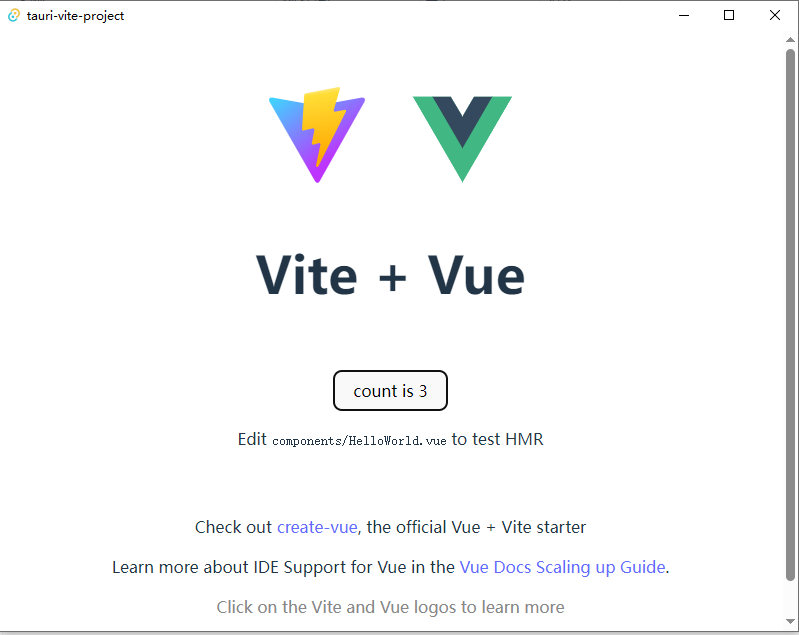 tauri-vite-project
Vite + Vue
count is 3
Edit components/HelloWorld.vue to test HMR
Check out create-vue, the official Vue + Vite starter
Learn more about IDE Support for Vue in the Vue Docs Scaling up Guide.
Click on the Vite and Vue logos to learn more